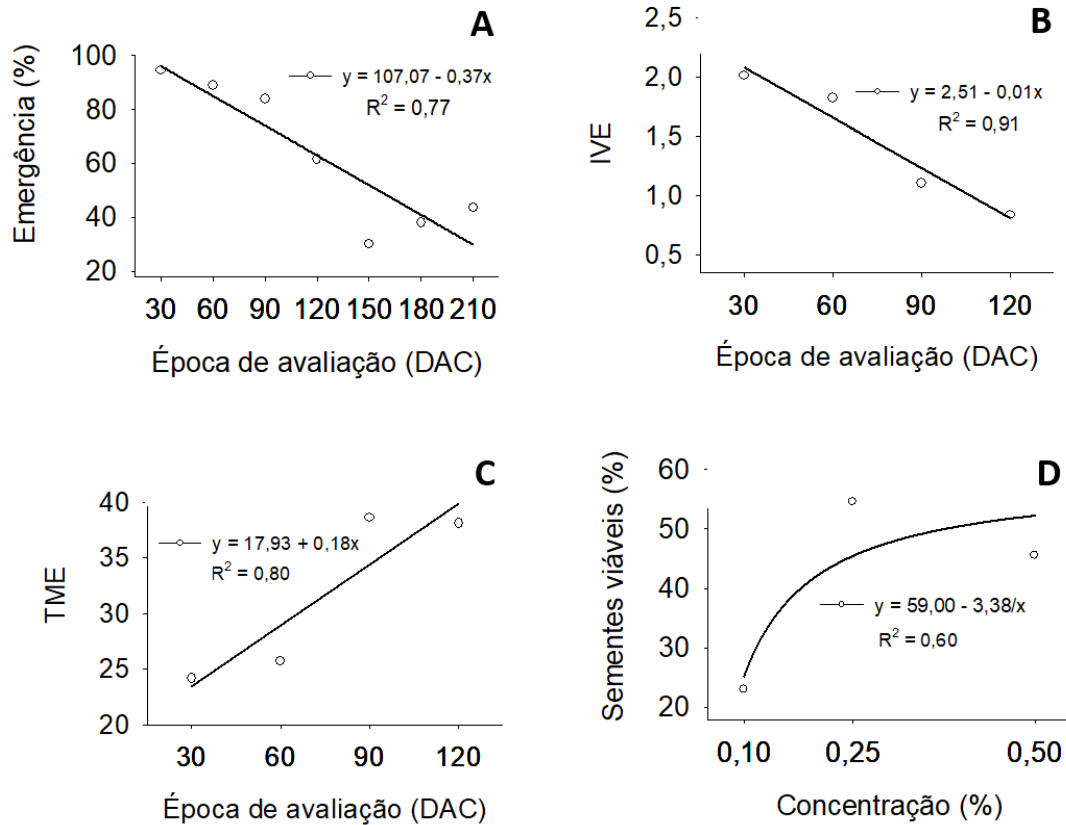 A
Emergência (%)
100
80
60
40
20
y = 107,07 - 0,37x
R² = 0,77
30 60 90 120 150 180 210
Época de avaliação (DAC)
B
IVE
2,5
2,0
1,5
1,0
0,5
y = 2,51 - 0,01x
R² = 0,91
30 60 90 120
Época de avaliação (DAC)
C
TME
40
35
30
25
20
y = 17,93 + 0,18x
R² = 0,80
30 60 90 120
Época de avaliação (DAC)
D
Sementes viáveis (%)
60
50
40
30
20
y = 59,00 - 3,38/x
R² = 0,60
0,10 0,25 0,50
Concentração (%)